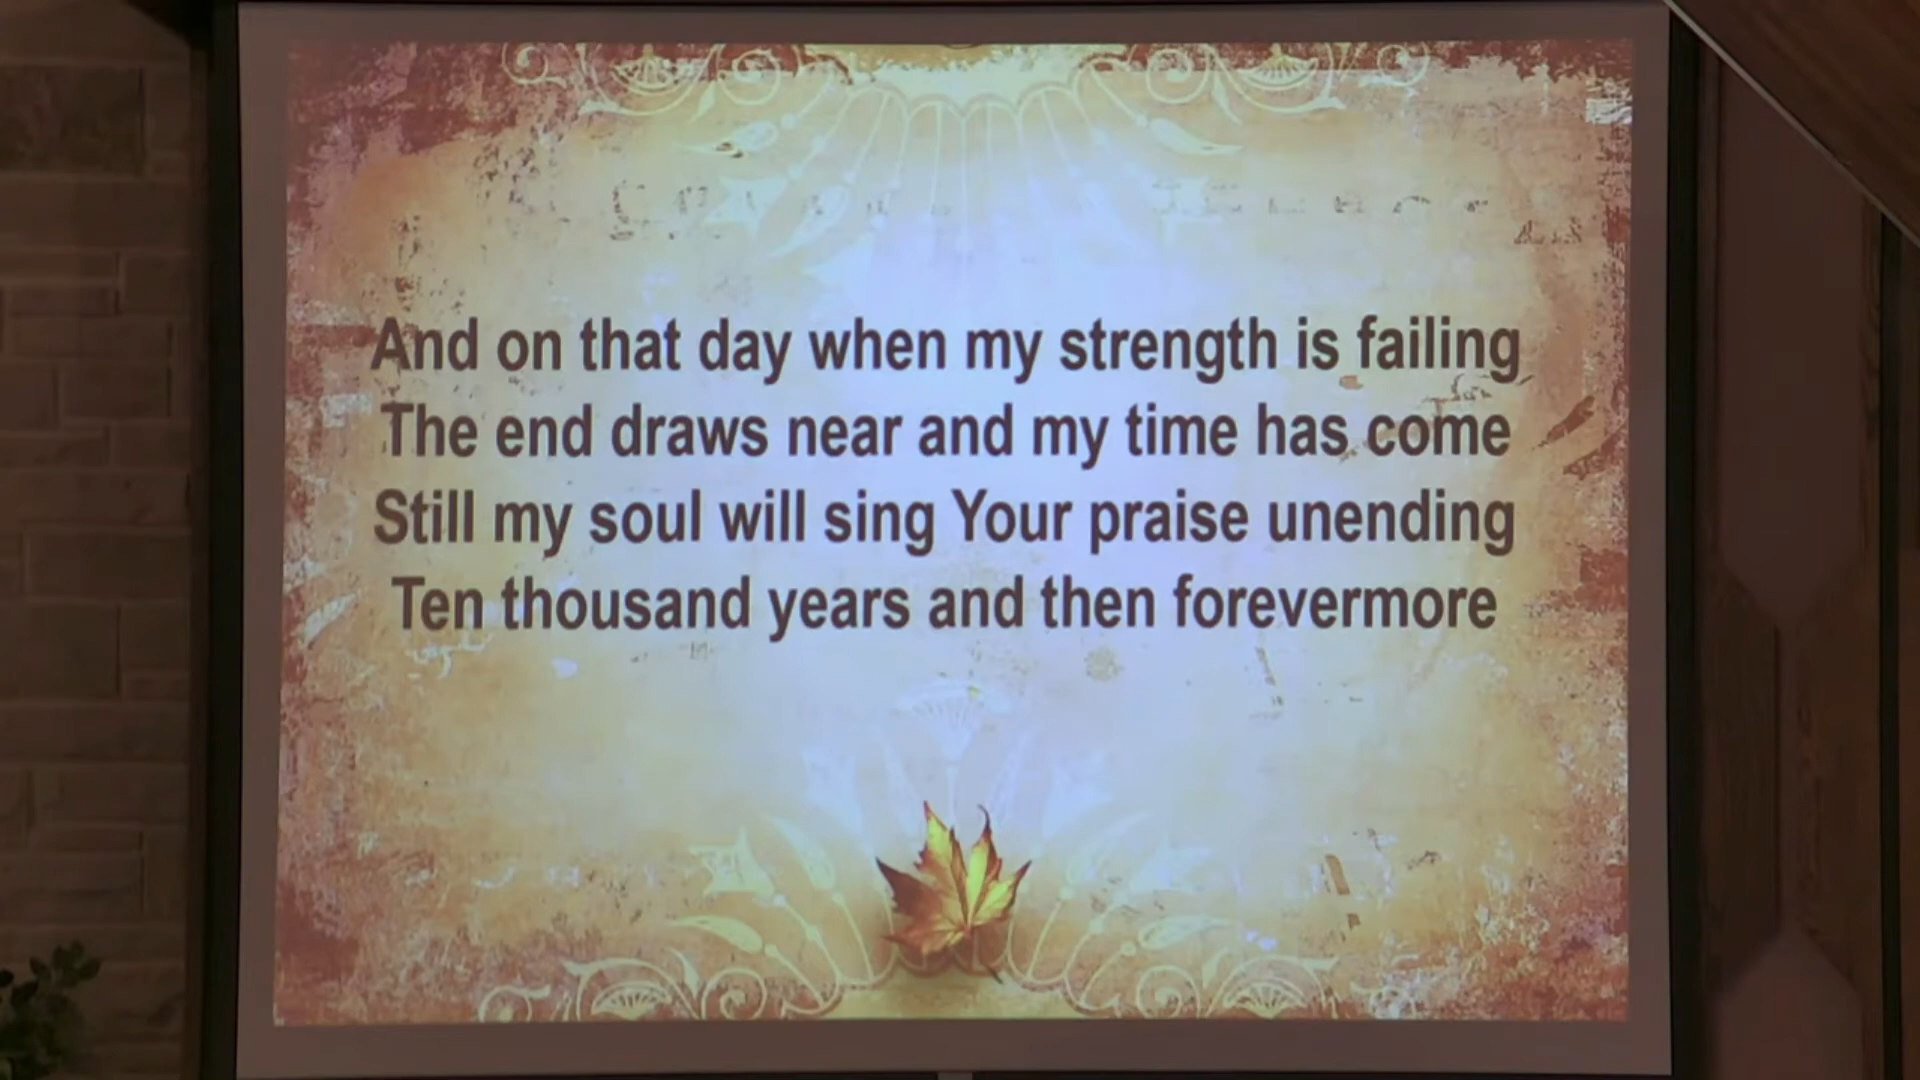 And on that day when my strength is failing
The end draws near and my time has come
Still my soul will sing Your praise unending
Ten thousand years and then forevermore